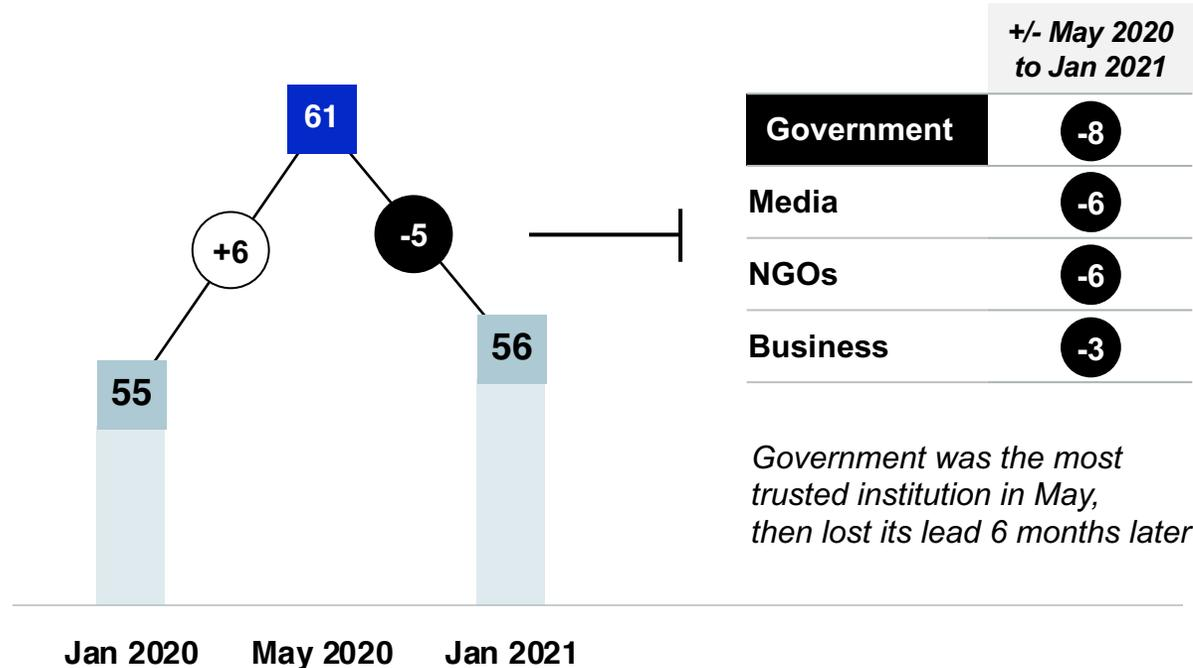 61
+6
-5
55
56
Jan 2020
May 2020
Jan 2021
+/- May 2020
to Jan 2021
Government -8
Media -6
NGOs -6
Business -3
Government was the most
trusted institution in May,
then lost its lead 6 months later